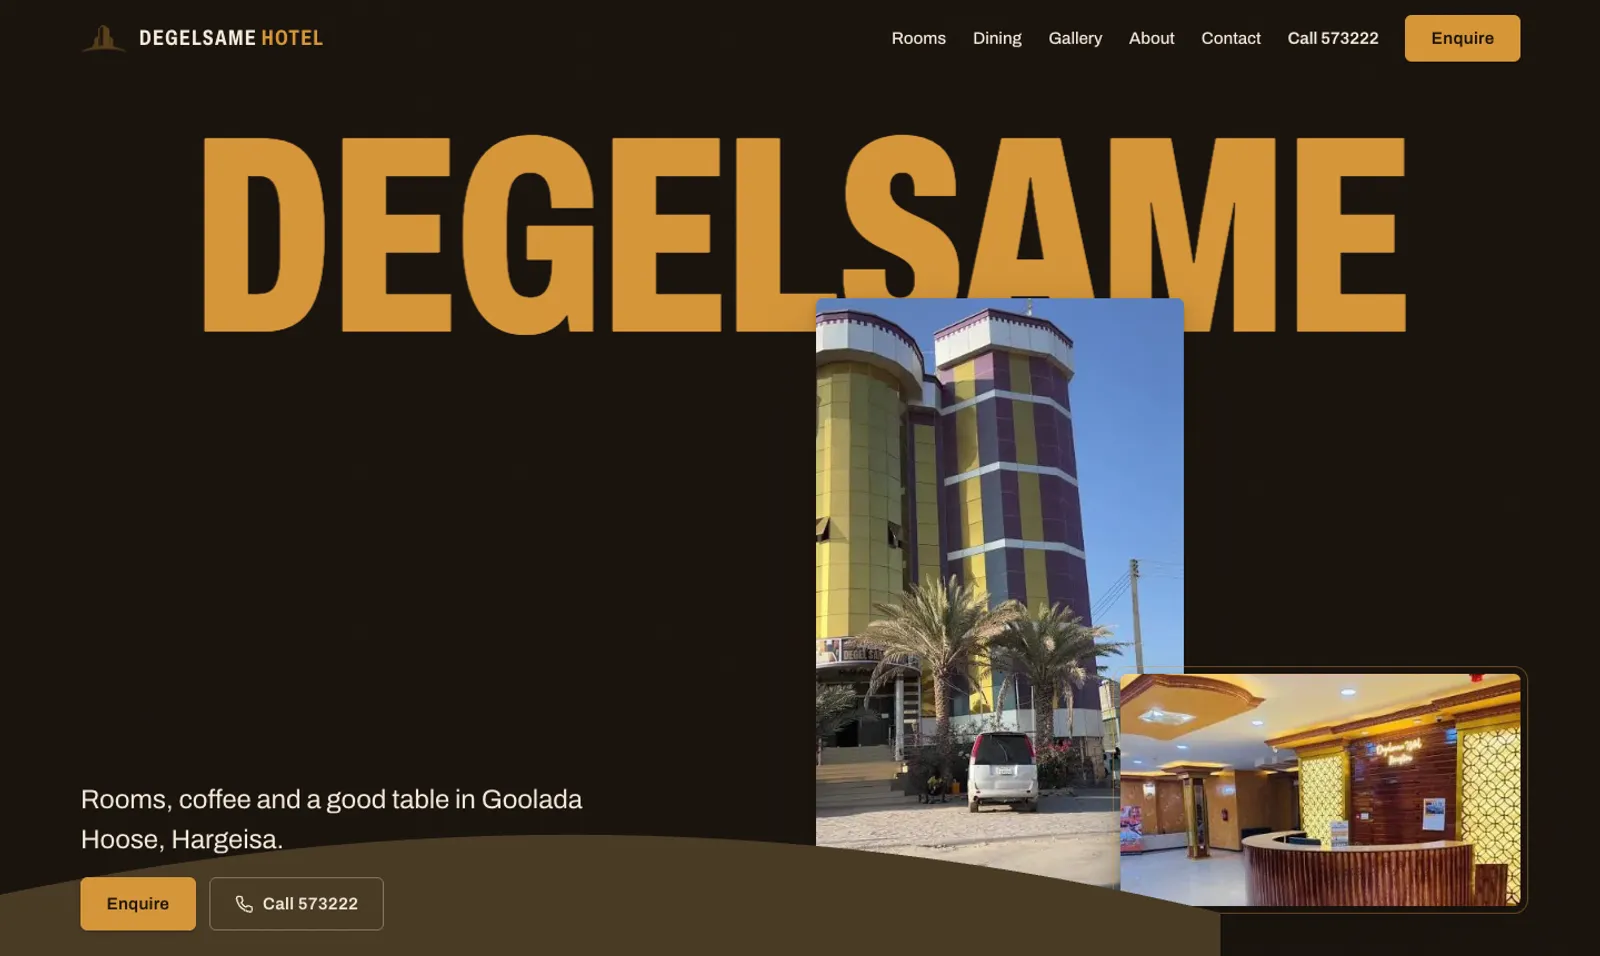 DEGELSAME HOTEL
Rooms Dining Gallery About Contact Call 573222 Enquire
DEGELSAME
Rooms, coffee and a good table in Goolada
Hoose, Hargeisa.
Enquire Call 573222